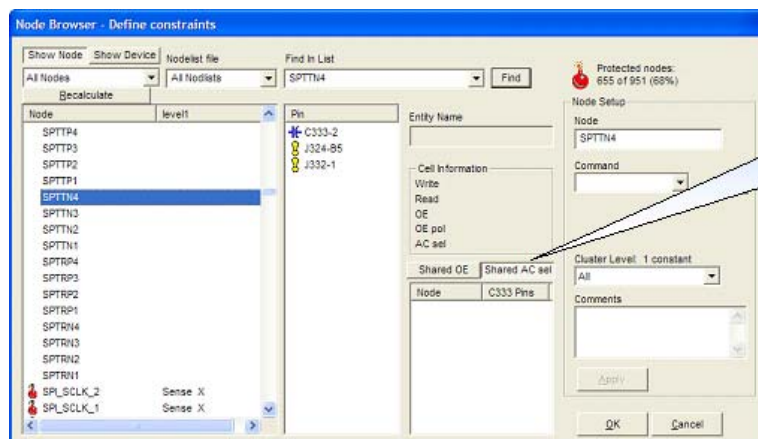 Node Browser - Define constraints
Show Node Show Device Nodelist file Find In List
All Nodes All Nodlists SPTTN4 Find
Recalculate
Protected nodes:
655 of 951 (68%)
Node level1
SPTTP4
SPTTP3
SPTTP2
SPTTP1
SPTTN4
SPTTN3
SPTTN2
SPTTN1
SPTRP4
SPTRP3
SPTRP2
SPTRP1
SPTRN4
SPTRN3
SPTRN2
SPTRN1
SPI_SCLK_2 Sense X
SPI_SCLK_1 Sense X
Pin
C333-2
J324-B5
J332-1
Entity Name
Cell Information
Write
Read
OE
OE pol
AC sel
Shared OE Shared AC sel
Node C333 Pins
Node Setup
Node
SPTTN4
Command
Cluster Level: 1 constant
All
Comments
Apply
OK Cancel